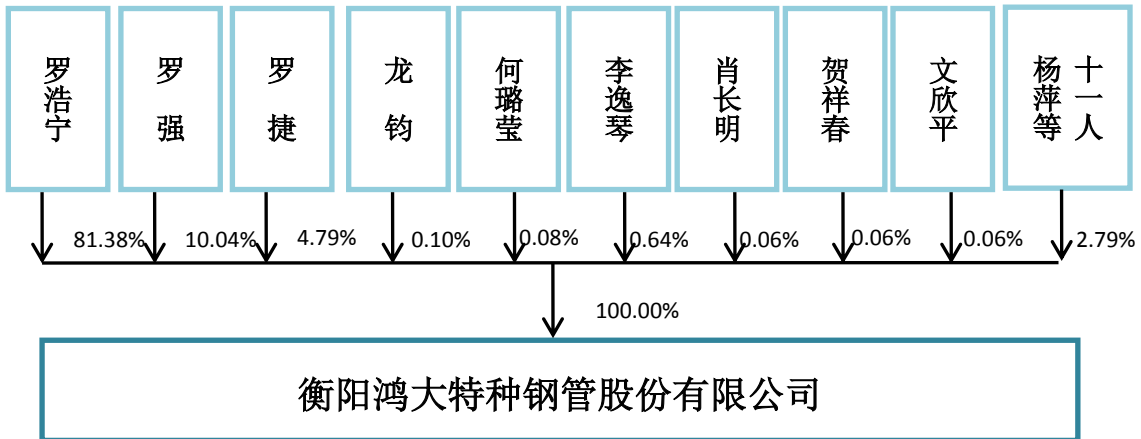 罗浩宁
罗强
罗捷
龙钧
何璐莹
李逸琴
肖长明
贺祥春
文欣平
杨萍等
十一人
81.38%
10.04%
4.79%
0.10%
0.08%
0.64%
0.06%
0.06%
0.06%
2.79%
100.00%
衡阳鸿大特种钢管股份有限公司